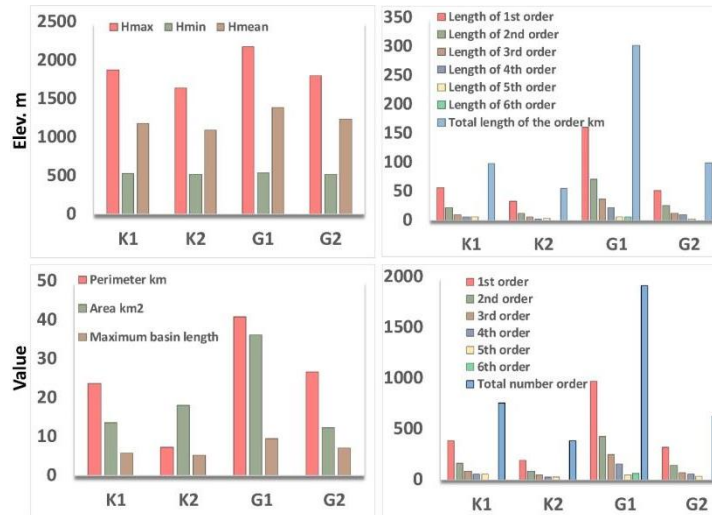 Elev. m
2500
2000
1500
1000
500
0
Hmax
Hmin
Hmean
K1 K2 G1 G2
350
300
250
200
150
100
50
0
Length of 1st order
Length of 2nd order
Length of 3rd order
Length of 4th order
Length of 5th order
Length of 6th order
Total length of the order km
K1 K2 G1 G2
Value
50
40
30
20
10
0
Perimeter km
Area km2
Maximum basin length
K1 K2 G1 G2
2000
1500
1000
500
0
1st order
2nd order
3rd order
4th order
5th order
6th order
Total number order
K1 K2 G1 G2